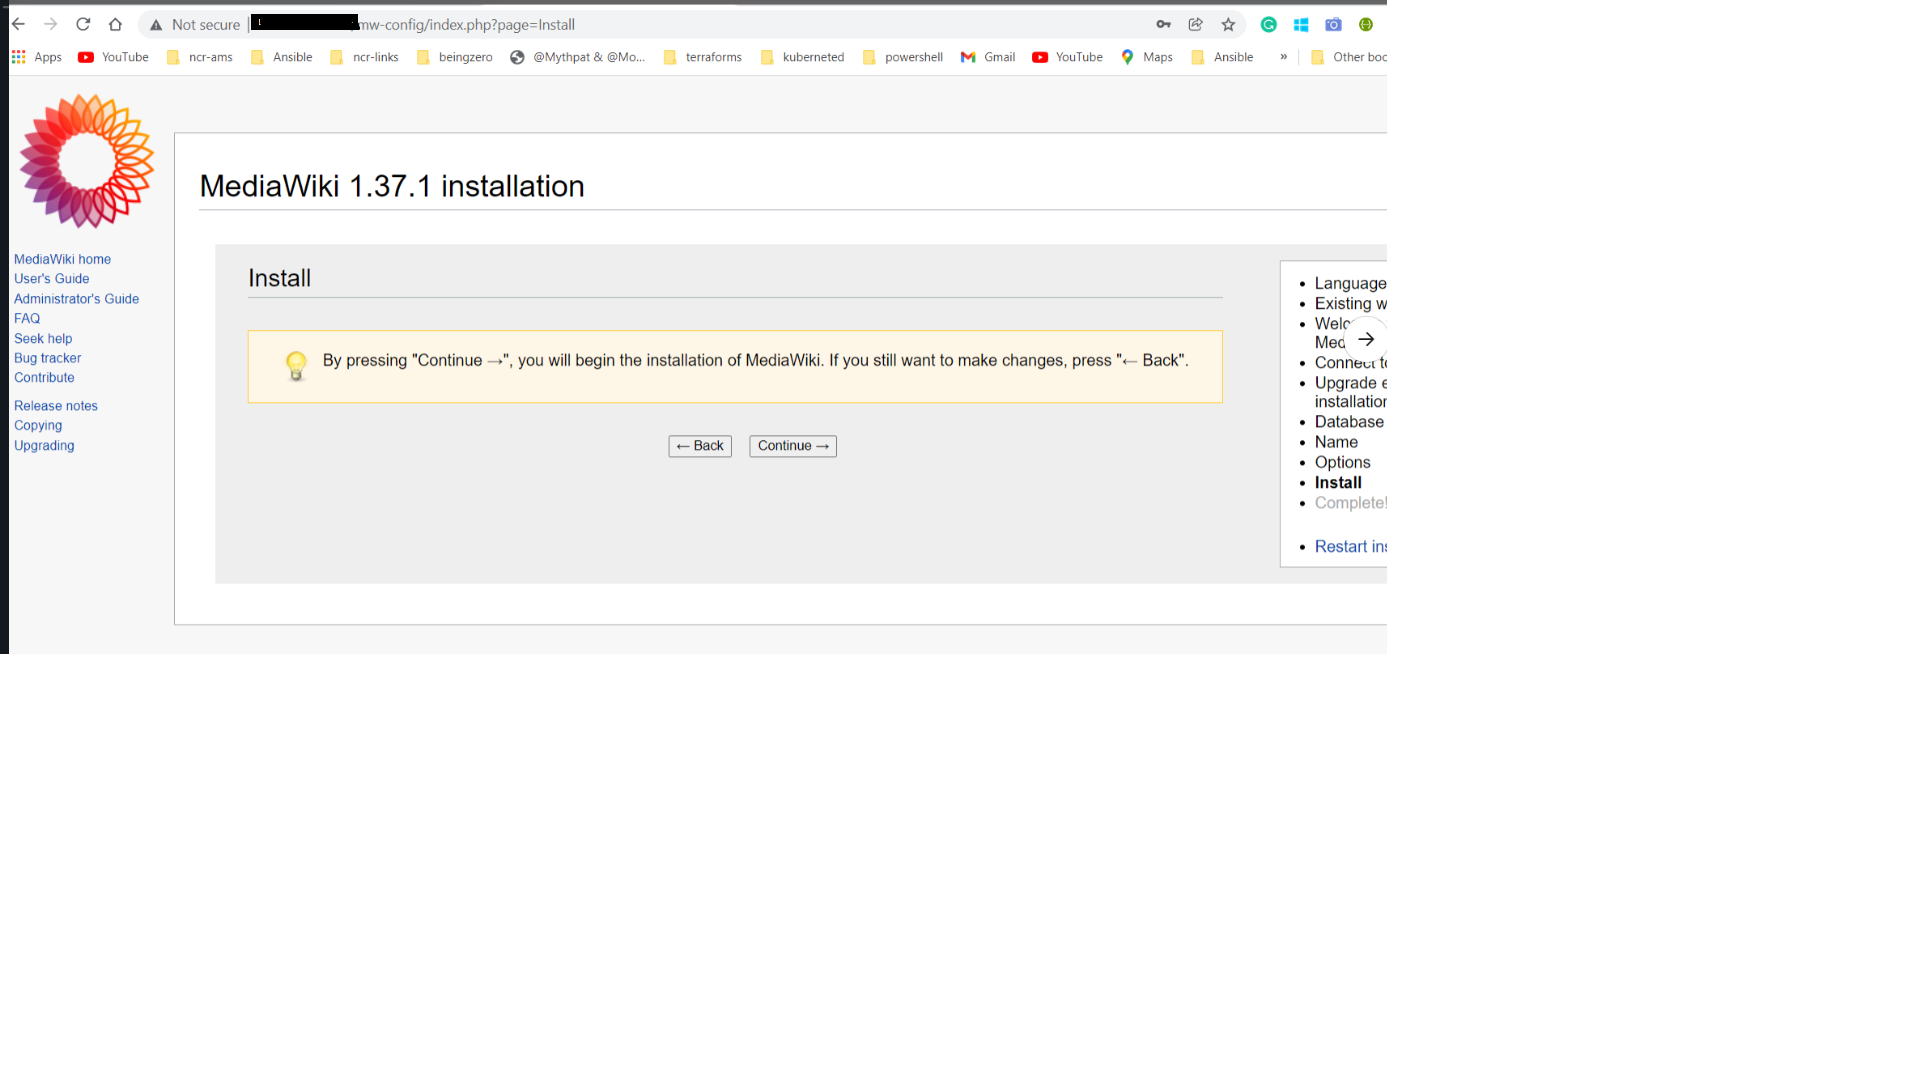 Not secure mw-config/index.php?page=Install
Apps YouTube ncr-ams Ansible ncr-links beingzero @Mythpat & @Mo... terraforms kuberneted powershell Gmail YouTube Maps Ansible » Other boo
MediaWiki 1.37.1 installation
MediaWiki home
User's Guide
Administrator's Guide
FAQ
Seek help
Bug tracker
Contribute
Release notes
Copying
Upgrading
Install
By pressing "Continue →", you will begin the installation of MediaWiki. If you still want to make changes, press "← Back".
← Back Continue →
Language
Existing w
Welc
Med
Connect to
Upgrade e
installation
Database
Name
Options
Install
Complete!
Restart ins